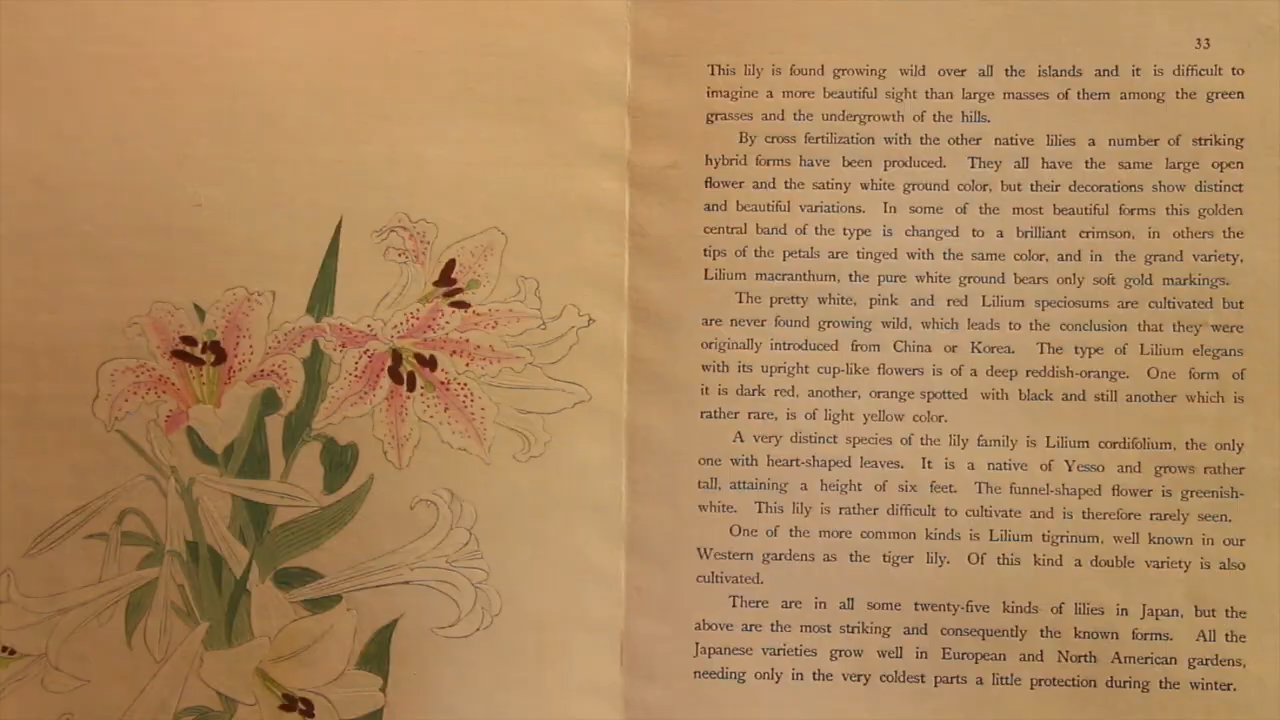 33
This lily is found growing wild over all the islands and it is difficult to
imagine a more beautiful sight than large masses of them among the green
grasses and the undergrowth of the hills.
By cross fertilization with the other native lilies a number of striking
hybrid forms have been produced. They all have the same large open
flower and the satiny white ground color, but their decorations show distinct
and beautiful variations. In some of the most beautiful forms this golden
central band of the type is changed to a brilliant crimson, in others the
tips of the petals are tinged with the same color, and in the grand variety,
Lilium macranthum, the pure white ground bears only soft gold markings.
The pretty white, pink and red Lilium speciosums are cultivated but
are never found growing wild, which leads to the conclusion that they were
originally introduced from China or Korea. The type of Lilium elegans
with its upright cup-like flowers is of a deep reddish-orange. One form of
it is dark red, another, orange spotted with black and still another which is
rather rare, is of light yellow color.
A very distinct species of the lily family is Lilium cordifolium, the only
one with heart-shaped leaves. It is a native of Yesso and grows rather
tall, attaining a height of six feet. The funnel-shaped flower is greenish-
white. This lily is rather difficult to cultivate and is therefore rarely seen.
One of the more common kinds is Lilium tigrinum, well known in our
Western gardens as the tiger lily. Of this kind a double variety is also
cultivated.
There are in all some twenty-five kinds of lilies in Japan, but the
above are the most striking and consequently the known forms. All the
Japanese varieties grow well in European and North American gardens,
needing only in the very coldest parts a little protection during the winter.